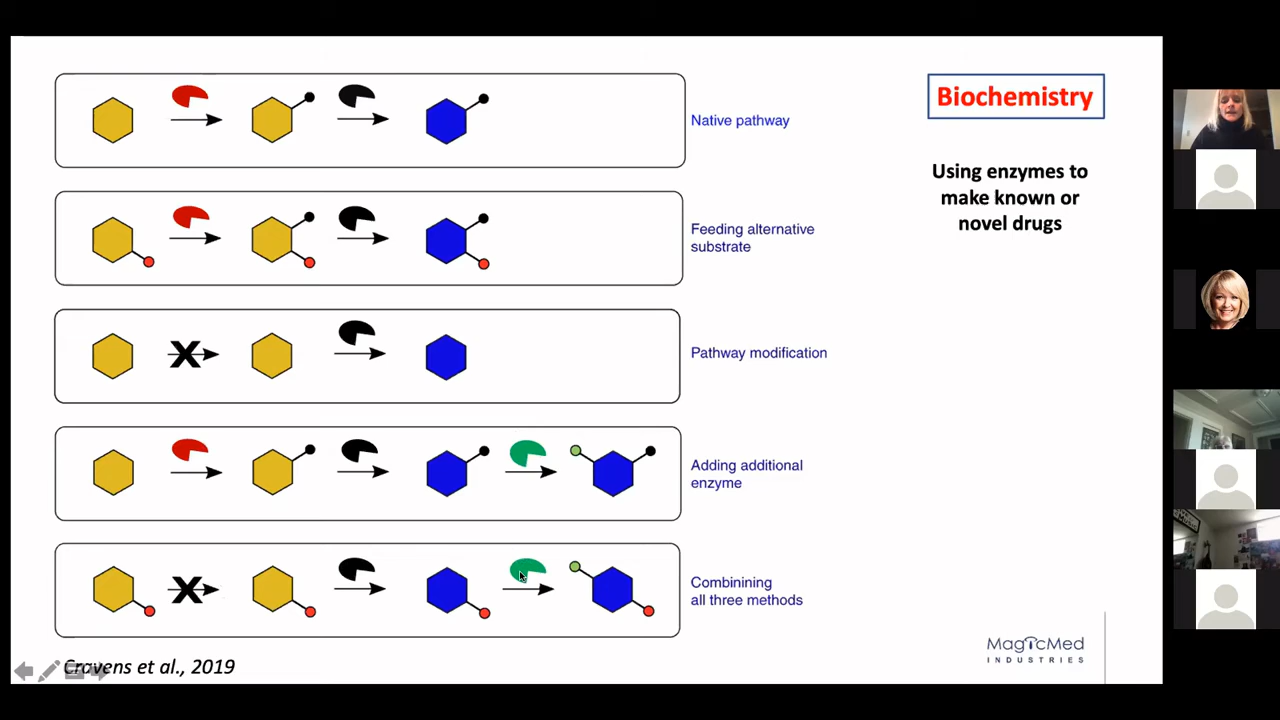 Biochemistry
Using enzymes to
make known or
novel drugs
Native pathway
Feeding alternative
substrate
Pathway modification
Adding additional
enzyme
Combinining
all three methods
Cravens et al., 2019
MagicMed
INDUSTRIES